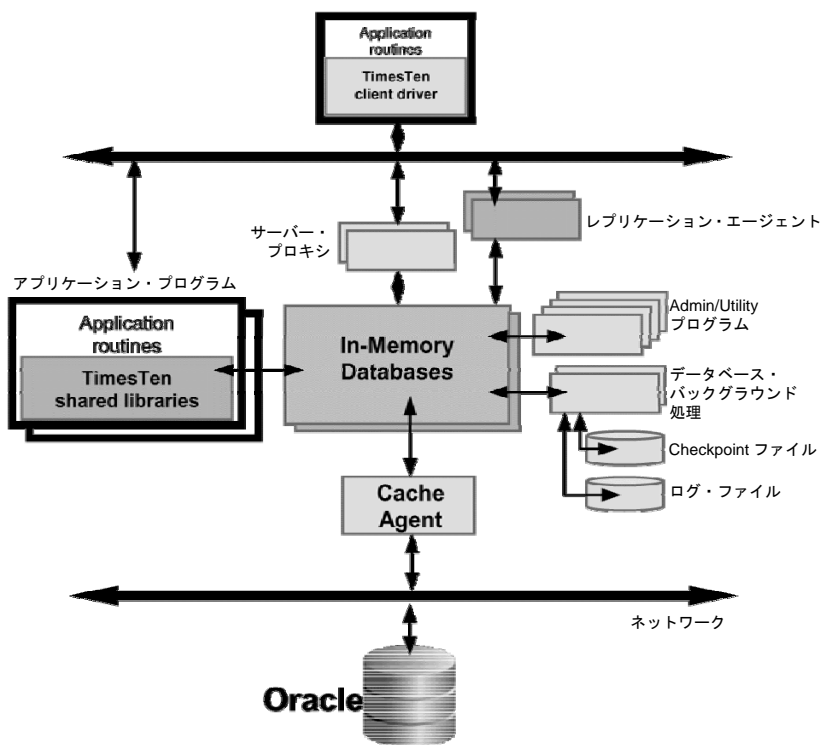 Application
routines
TimesTen
client driver
サーバー・
プロキシ
レプリケーション・エージェント
アプリケーション・プログラム
Application
routines
TimesTen
shared libraries
In-Memory
Databases
Admin/Utility
プログラム
データベース・
バックグラウンド
処理
Checkpoint ファイル
ログ・ファイル
Cache
Agent
ネットワーク
Oracle